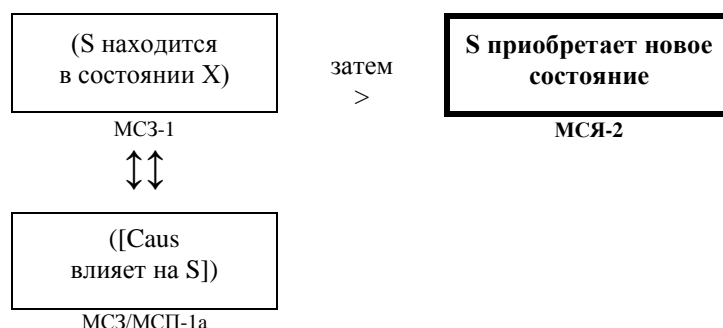 (S находится
в состоянии X)
МСЗ-1
затем
>
S приобретает новое
состояние
МСЯ-2
([Caus
влияет на S])
МСЗ/МСП-1а